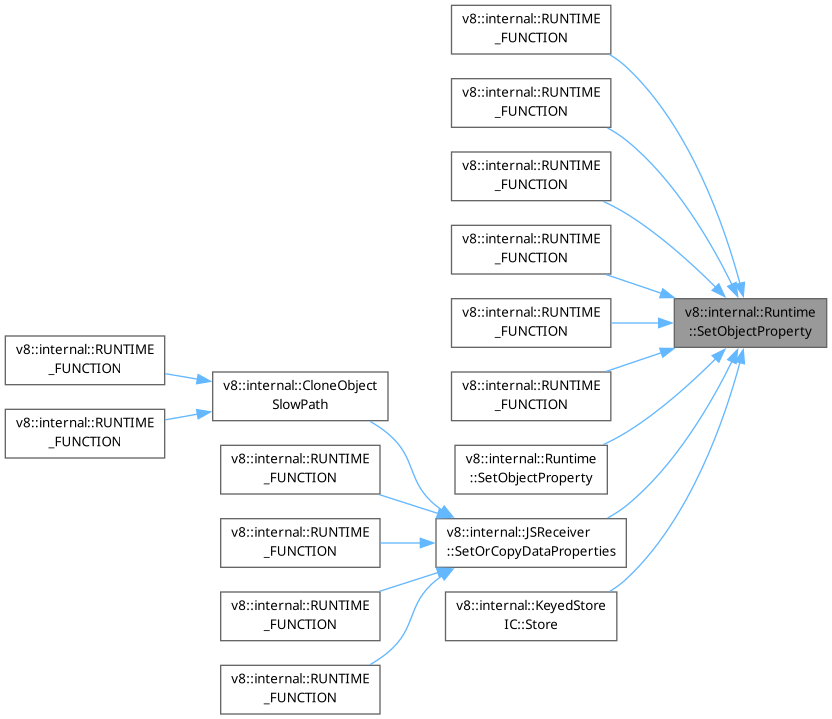 v8::internal::RUNTIME
_FUNCTION
v8::internal::RUNTIME
_FUNCTION
v8::internal::RUNTIME
_FUNCTION
v8::internal::RUNTIME
_FUNCTION
v8::internal::Runtime
::SetObjectProperty
v8::internal::RUNTIME
_FUNCTION
v8::internal::RUNTIME
_FUNCTION
v8::internal::CloneObject
SlowPath
v8::internal::RUNTIME
_FUNCTION
v8::internal::RUNTIME
_FUNCTION
v8::internal::RUNTIME
_FUNCTION
v8::internal::Runtime
::SetObjectProperty
v8::internal::RUNTIME
_FUNCTION
v8::internal::JSReceiver
::SetOrCopyDataProperties
v8::internal::RUNTIME
_FUNCTION
v8::internal::KeyedStore
IC::Store
v8::internal::RUNTIME
_FUNCTION